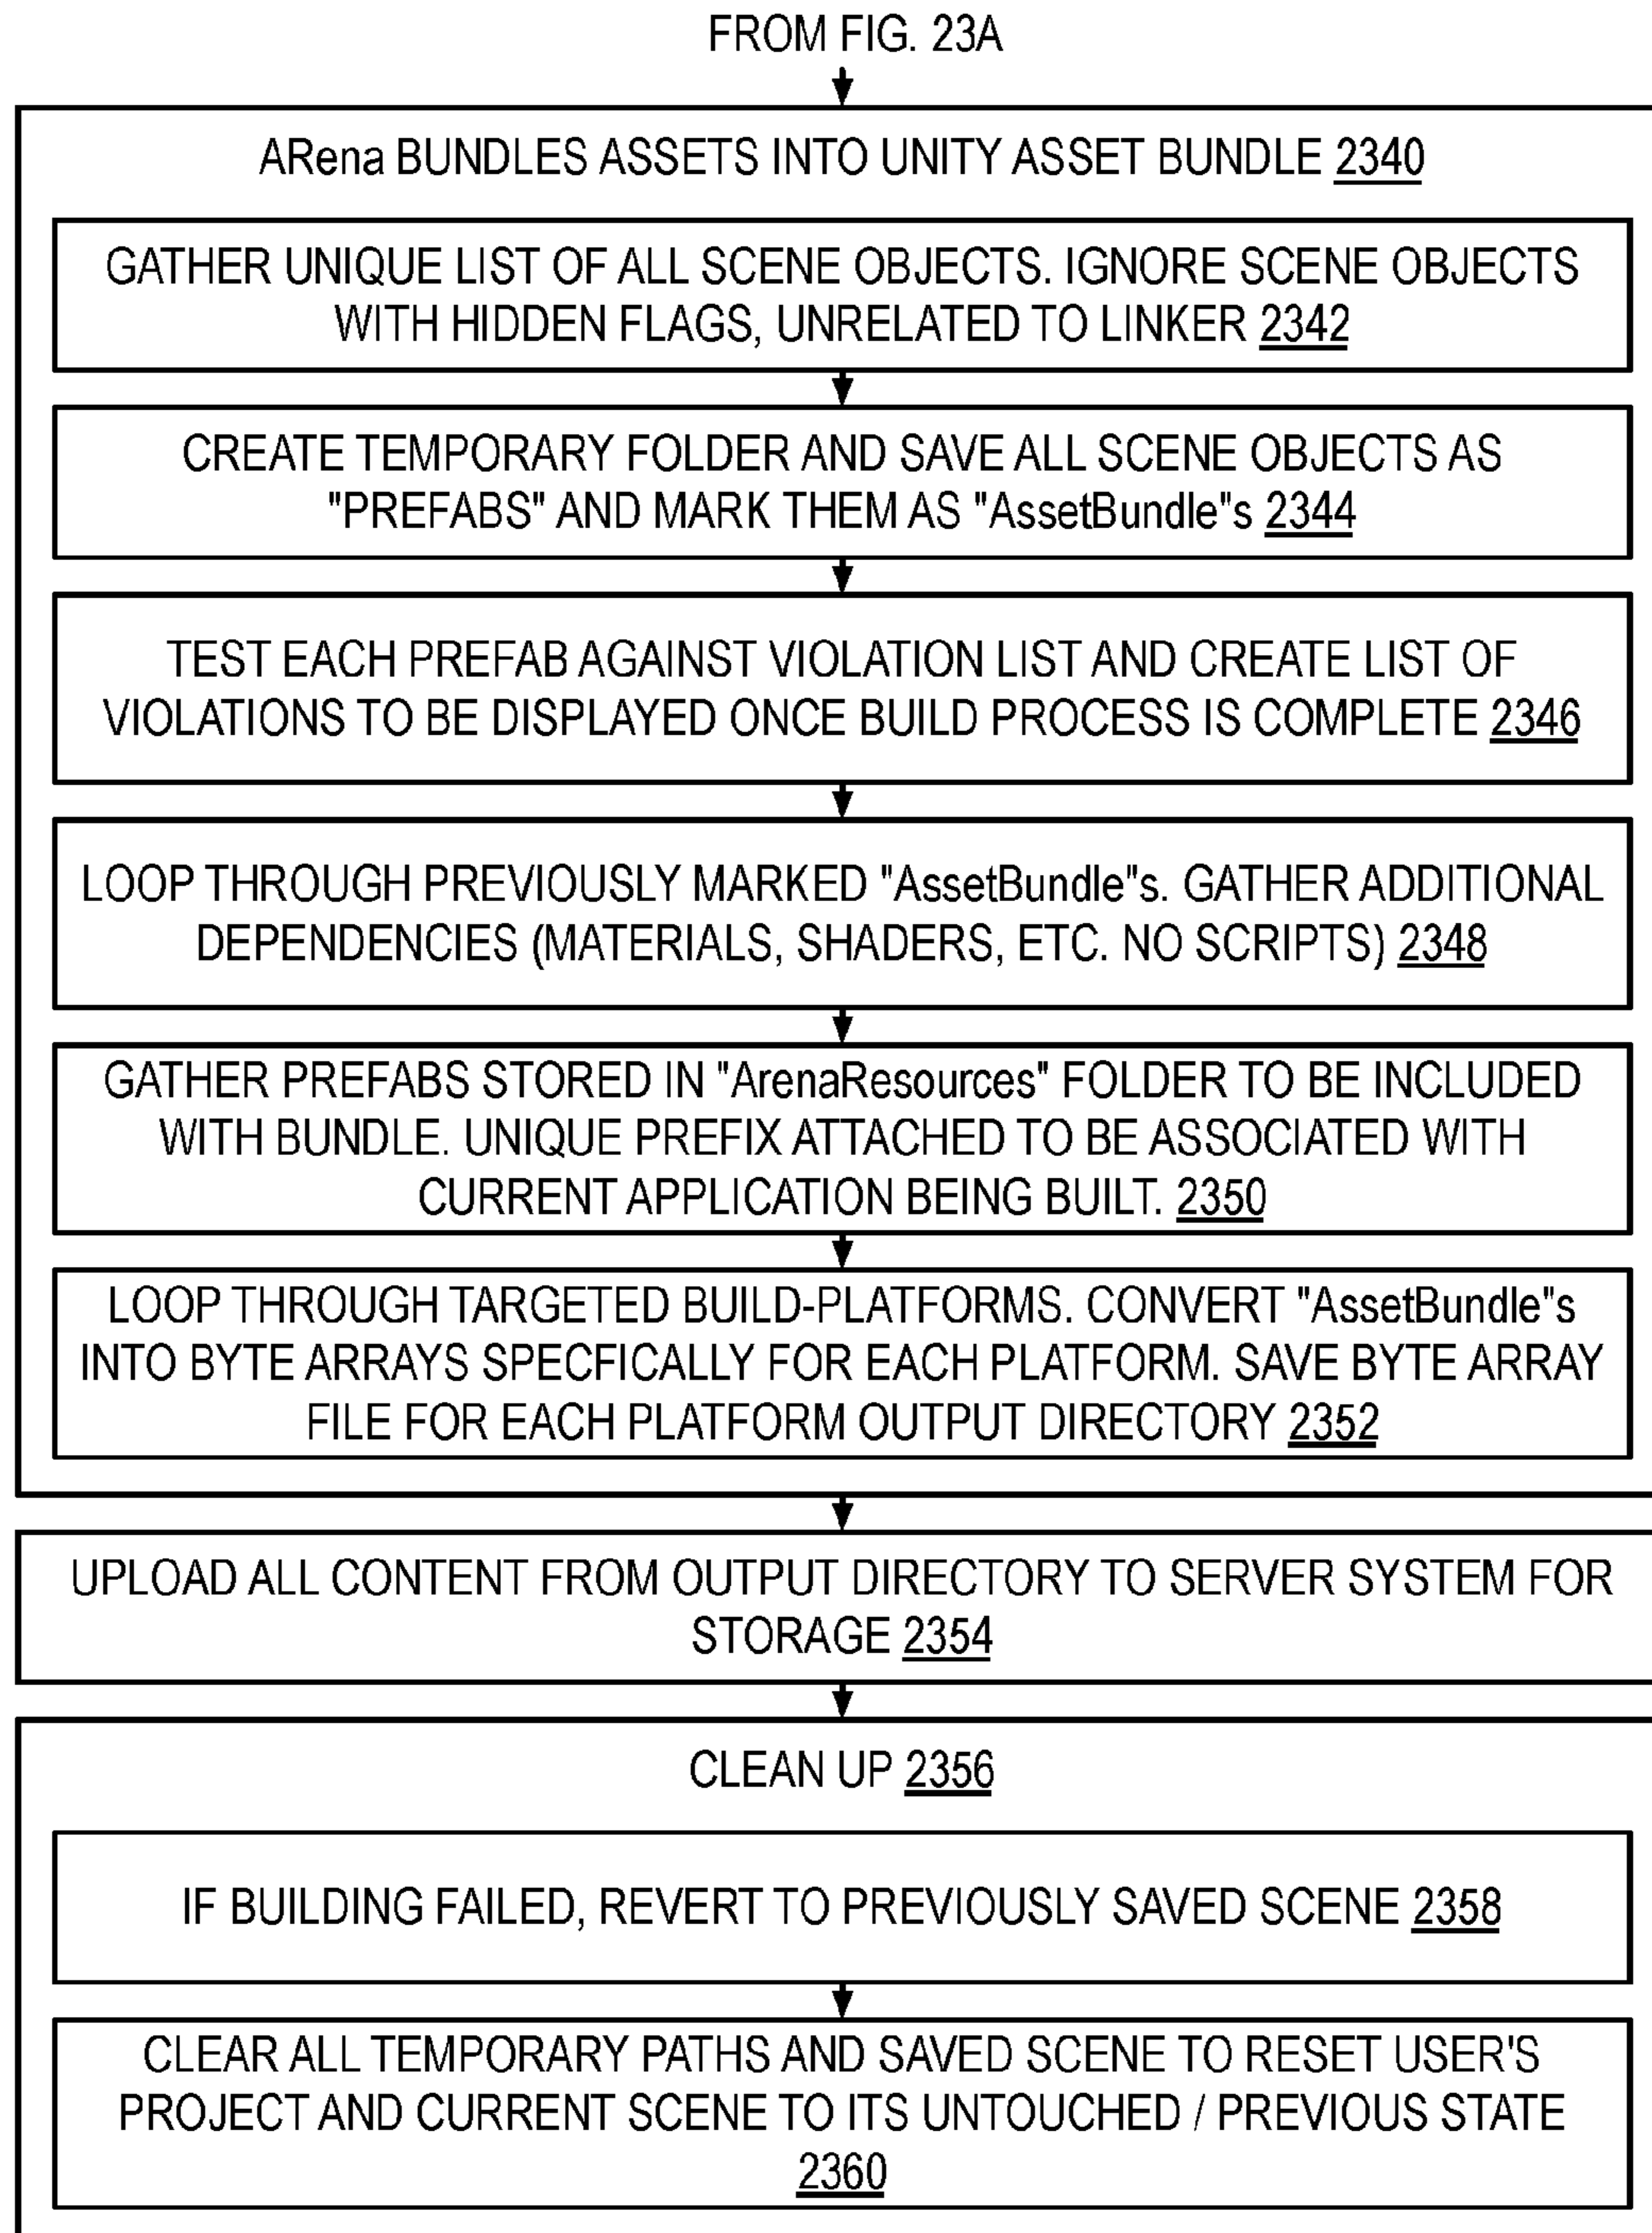 FROM FIG. 23A
ARena BUNDLES ASSETS INTO UNITY ASSET BUNDLE 2340
GATHER UNIQUE LIST OF ALL SCENE OBJECTS. IGNORE SCENE OBJECTS
WITH HIDDEN FLAGS, UNRELATED TO LINKER 2342
CREATE TEMPORARY FOLDER AND SAVE ALL SCENE OBJECTS AS
"PREFABS" AND MARK THEM AS "AssetBundle"s 2344
TEST EACH PREFAB AGAINST VIOLATION LIST AND CREATE LIST OF
VIOLATIONS TO BE DISPLAYED ONCE BUILD PROCESS IS COMPLETE 2346
LOOP THROUGH PREVIOUSLY MARKED "AssetBundle"s. GATHER ADDITIONAL
DEPENDENCIES (MATERIALS, SHADERS, ETC. NO SCRIPTS) 2348
GATHER PREFABS STORED IN "ArenaResources" FOLDER TO BE INCLUDED
WITH BUNDLE. UNIQUE PREFIX ATTACHED TO BE ASSOCIATED WITH
CURRENT APPLICATION BEING BUILT. 2350
LOOP THROUGH TARGETED BUILD-PLATFORMS. CONVERT "AssetBundle"s
INTO BYTE ARRAYS SPECFICALLY FOR EACH PLATFORM. SAVE BYTE ARRAY
FILE FOR EACH PLATFORM OUTPUT DIRECTORY 2352
UPLOAD ALL CONTENT FROM OUTPUT DIRECTORY TO SERVER SYSTEM FOR
STORAGE 2354
CLEAN UP 2356
IF BUILDING FAILED, REVERT TO PREVIOUSLY SAVED SCENE 2358
CLEAR ALL TEMPORARY PATHS AND SAVED SCENE TO RESET USER'S
PROJECT AND CURRENT SCENE TO ITS UNTOUCHED / PREVIOUS STATE
2360